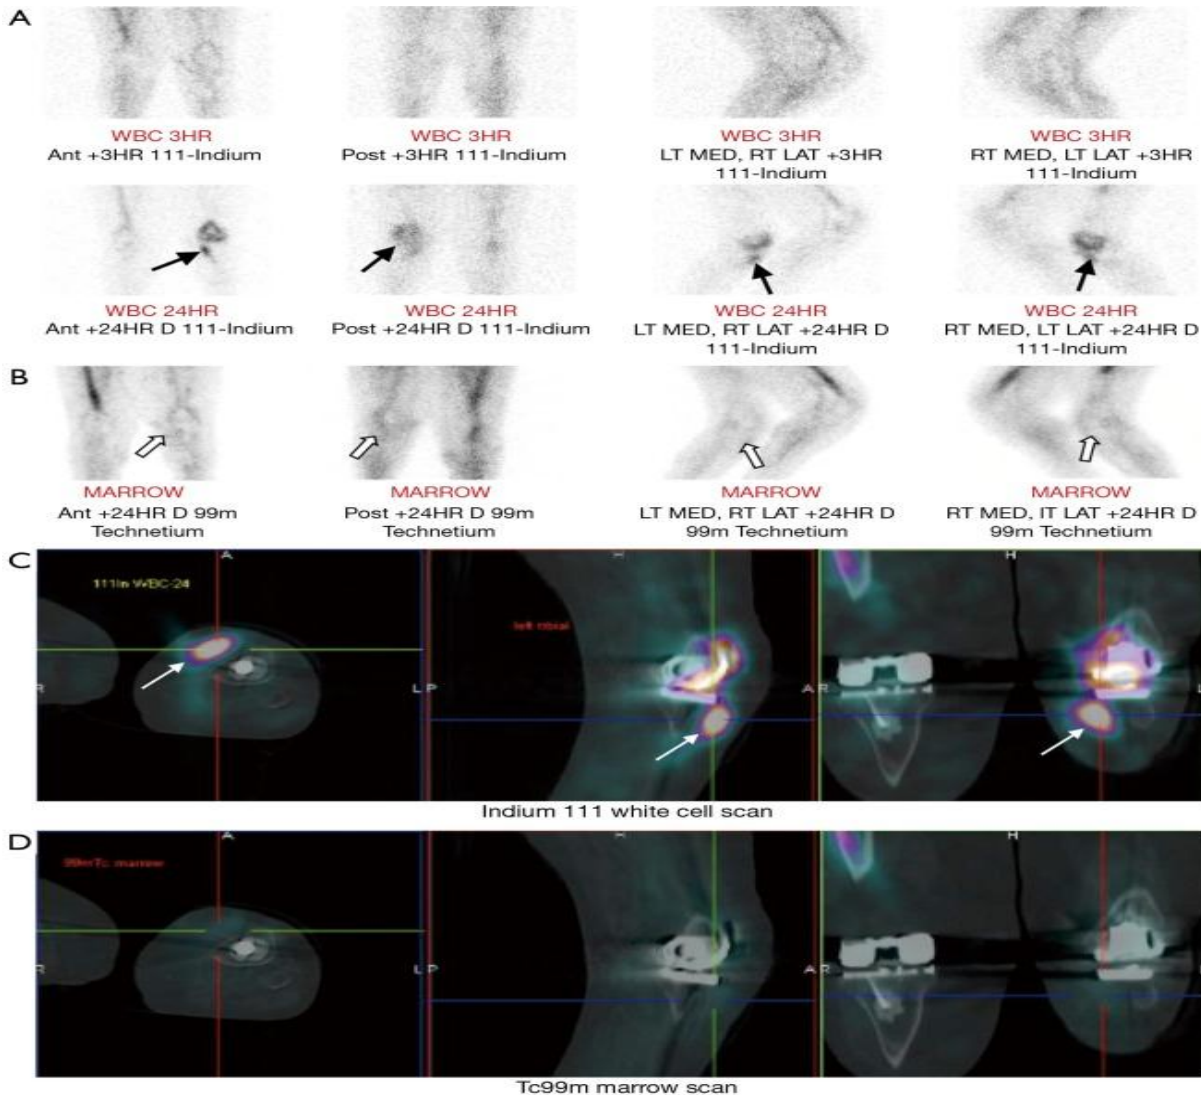 A
WBC 3HR
Ant +3HR 111-Indium
WBC 3HR
Post +3HR 111-Indium
WBC 3HR
LT MED, RT LAT +3HR
111-Indium
WBC 3HR
RT MED, LT LAT +3HR
111-Indium
WBC 24HR
Ant +24HR D 111-Indium
WBC 24HR
Post +24HR D 111-Indium
WBC 24HR
LT MED, RT LAT +24HR D
111-Indium
WBC 24HR
RT MED, LT LAT +24HR D
111-Indium
B
MARROW
Ant +24HR D 99m
Technetium
MARROW
Post +24HR D 99m
Technetium
MARROW
LT MED, RT LAT +24HR D
99m Technetium
MARROW
RT MED, IT LAT +24HR D
99m Technetium
C
A
111In WBC-24
R
L
H
left tibial
P
A
H
R
Indium 111 white cell scan
D
A
99mTc marrow
R
L
H
P
A
H
R
Tc99m marrow scan